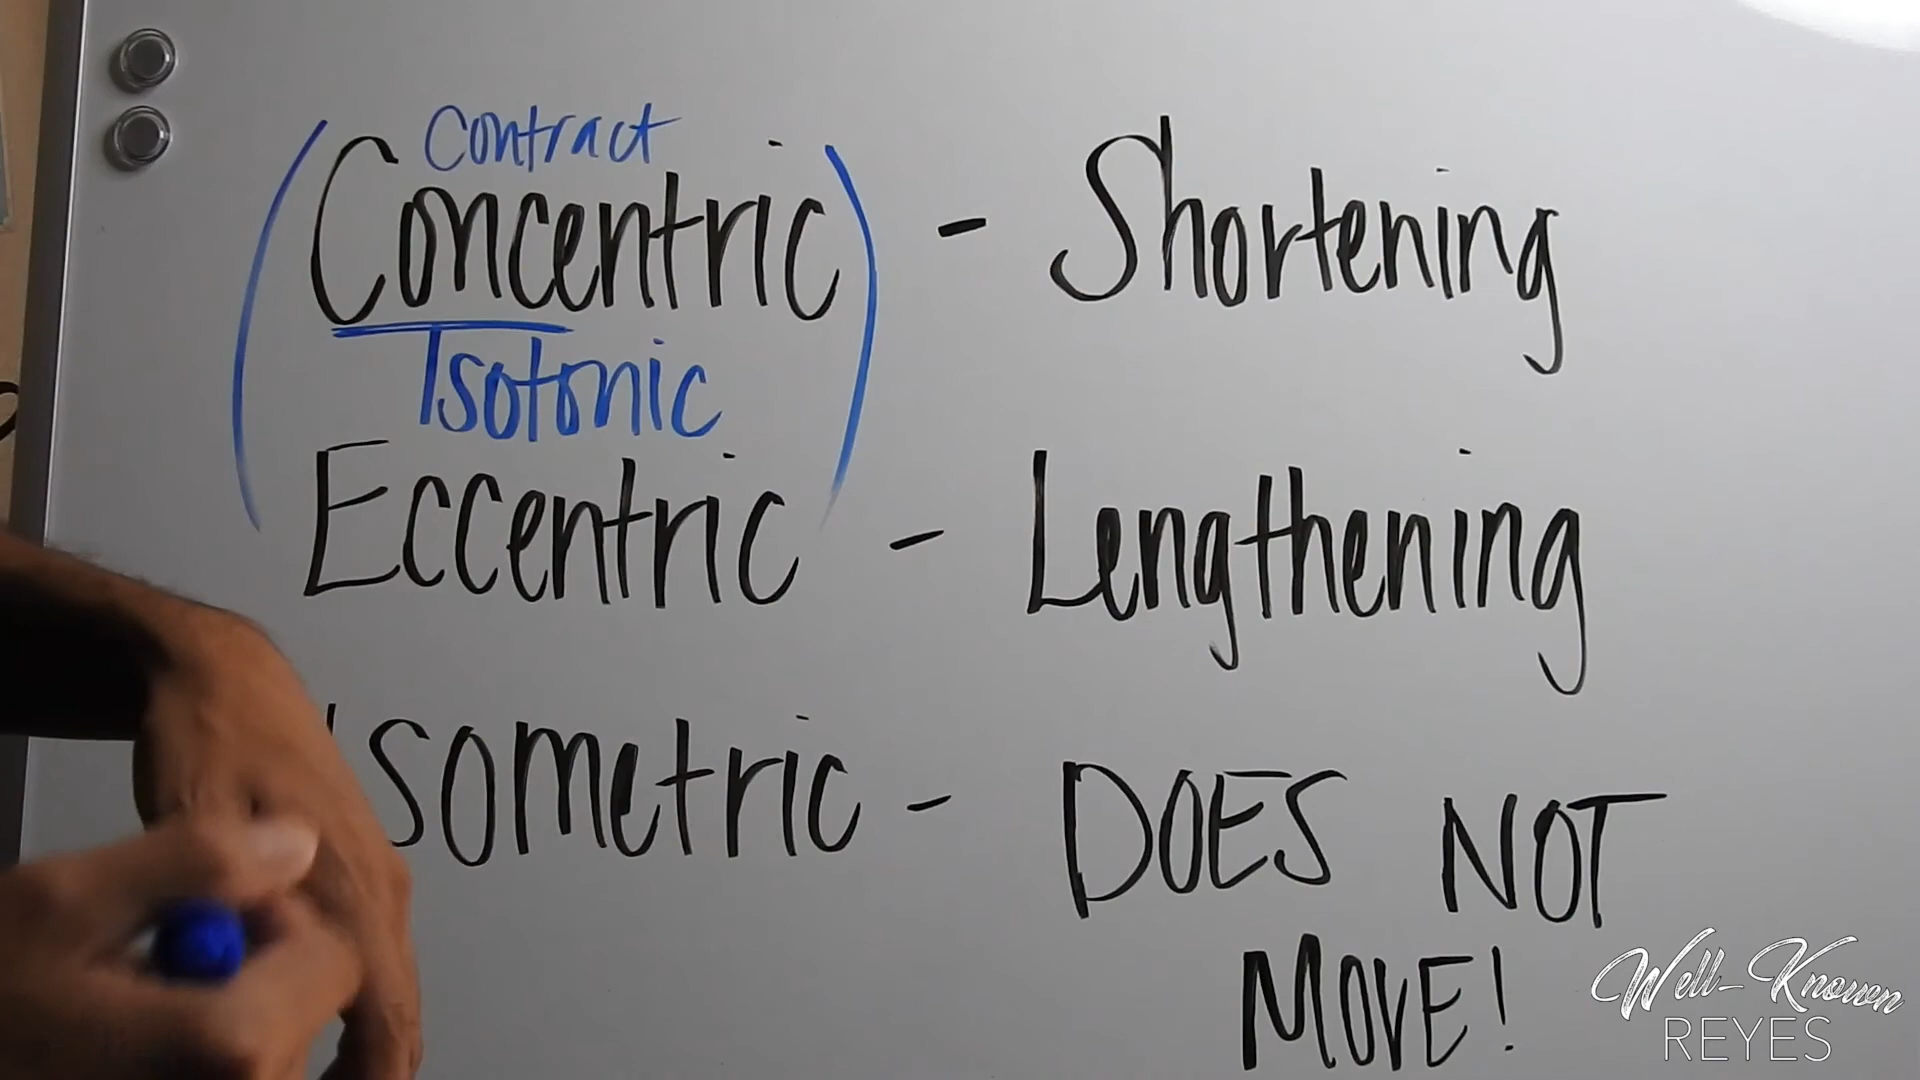 Contract
Concentric - Shortening
Isotonic
Eccentric - Lengthening
Isometric - DOES NOT
MOVE!
Well-Known
REYES